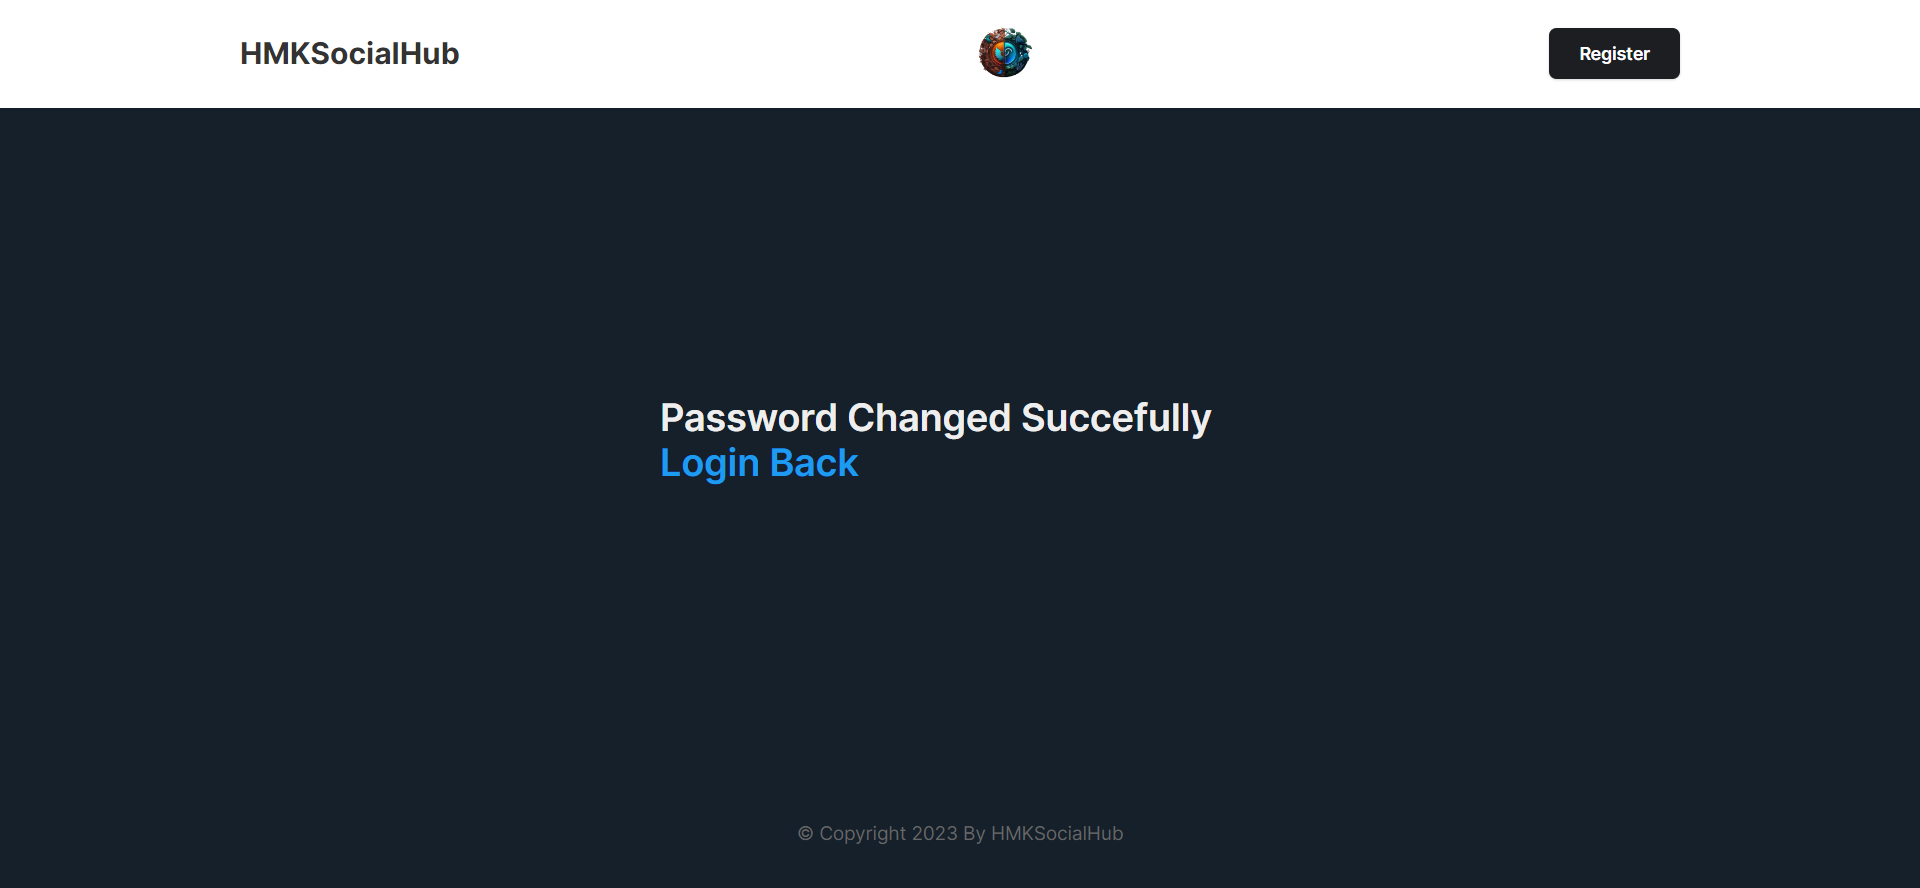 HMKSocialHub
Register
Password Changed Succefully
Login Back
© Copyright 2023 By HMKSocialHub